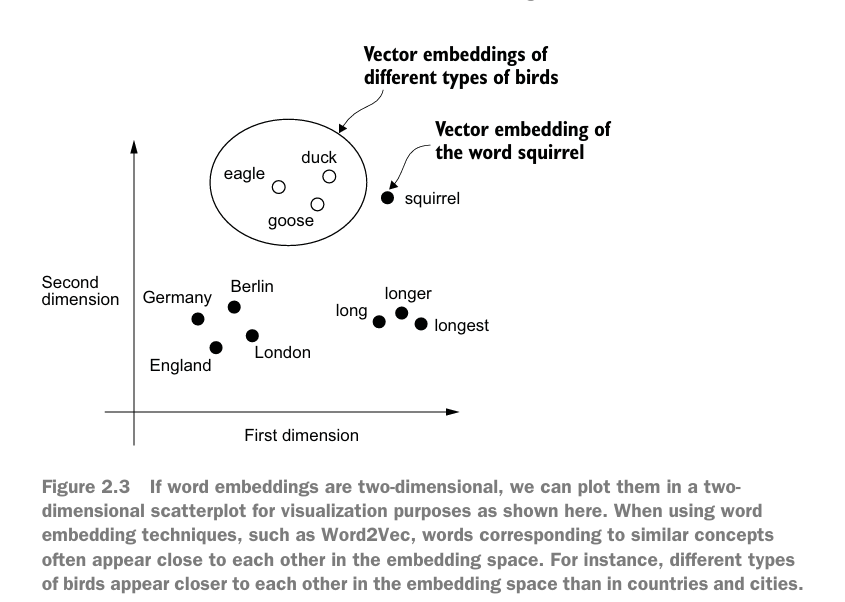 Vector embeddings of
different types of birds
Vector embedding of
the word squirrel
duck
eagle
squirrel
goose
Second
dimension
Berlin
Germany
longer
long
longest
London
England
First dimension
Figure 2.3 If word embeddings are two-dimensional, we can plot them in a two-
dimensional scatterplot for visualization purposes as shown here. When using word
embedding techniques, such as Word2Vec, words corresponding to similar concepts
often appear close to each other in the embedding space. For instance, different types
of birds appear closer to each other in the embedding space than in countries and cities.